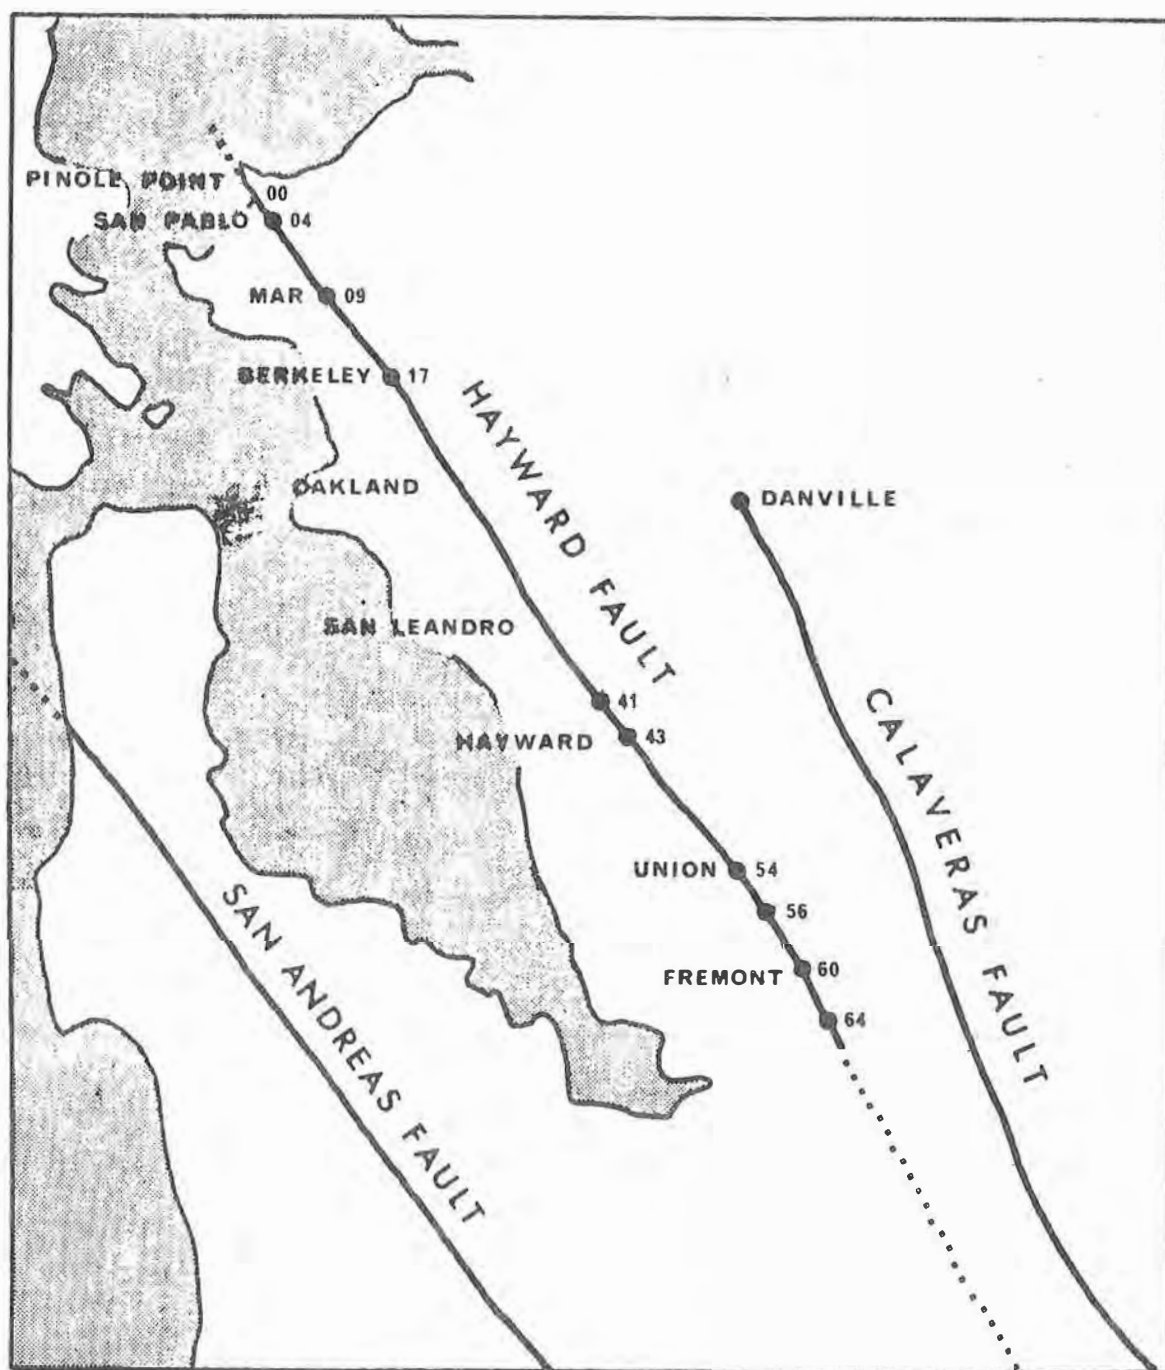 PINOLE POINT
00
SAN PABLO 04
MAR 09
BERKELEY 17
HAYWARD FAULT
OAKLAND
DANVILLE
SAN LEANDRO
41
HAYWARD 43
CALAVERAS FAULT
UNION 54
SAN ANDREAS FAULT
56
FREMONT 60
64